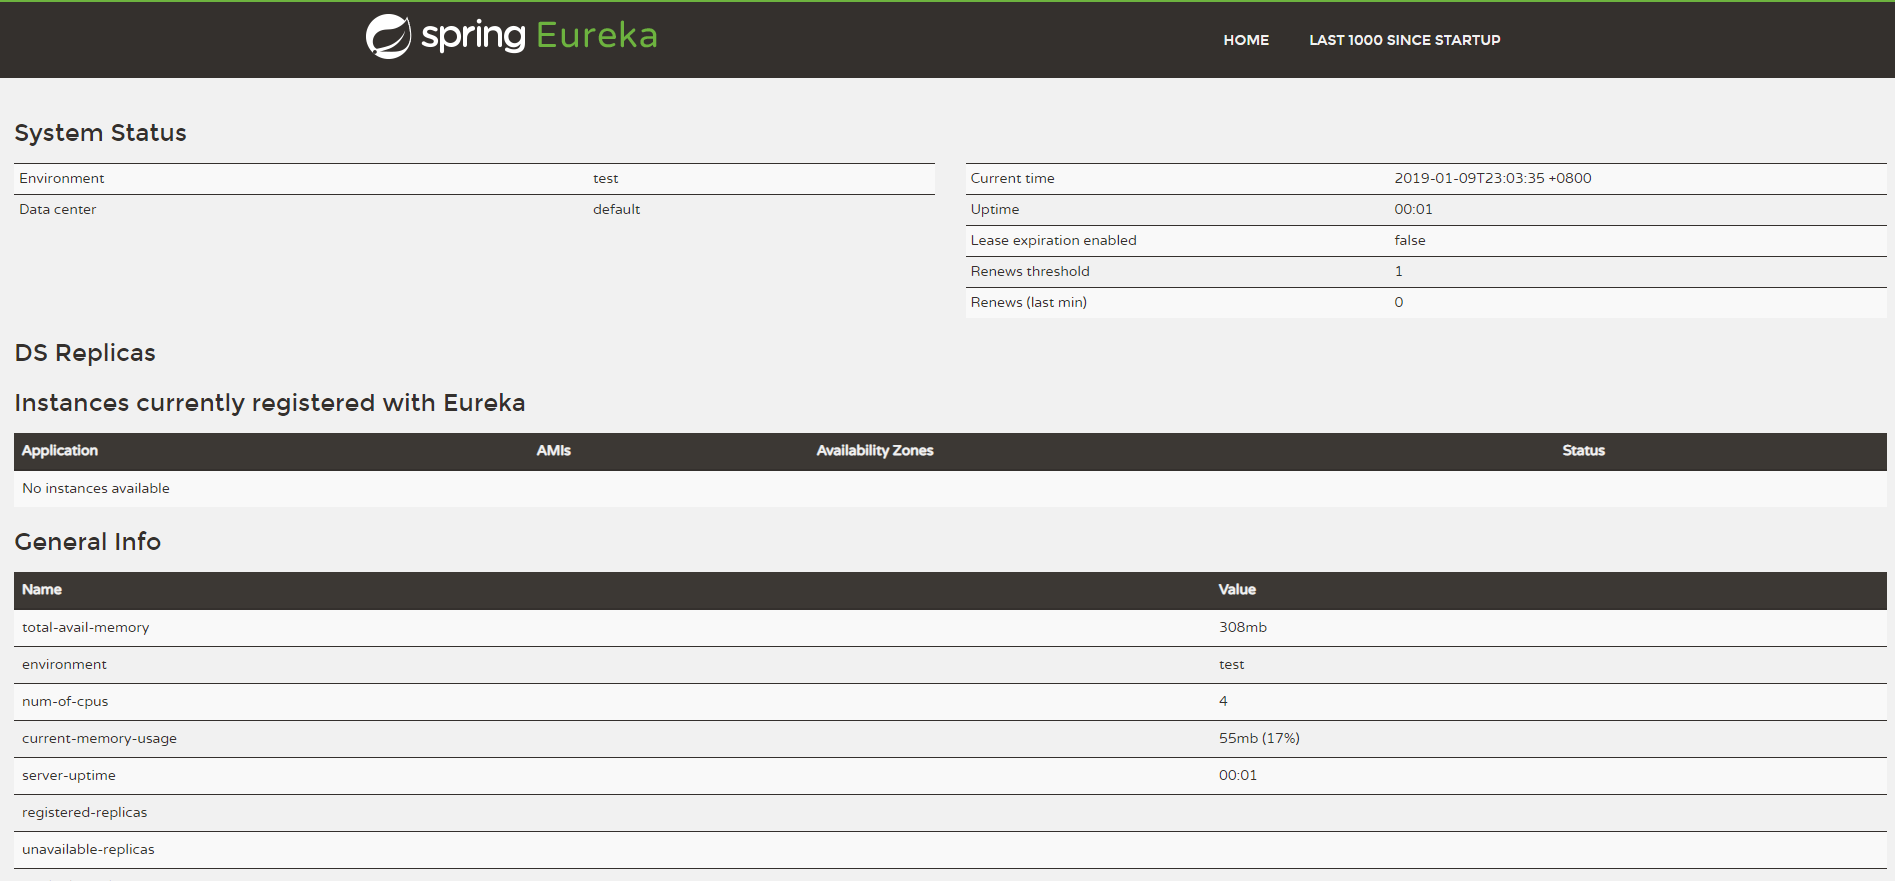 spring Eureka
HOME LAST 1000 SINCE STARTUP
System Status
Environment test
Data center default
Current time 2019-01-09T23:03:35 +0800
Uptime 00:01
Lease expiration enabled false
Renews threshold 1
Renews (last min) 0
DS Replicas
Instances currently registered with Eureka
Application AMIs Availability Zones Status
No instances available
General Info
Name Value
total-avail-memory 308mb
environment test
num-of-cpus 4
current-memory-usage 55mb (17%)
server-uptime 00:01
registered-replicas
unavailable-replicas